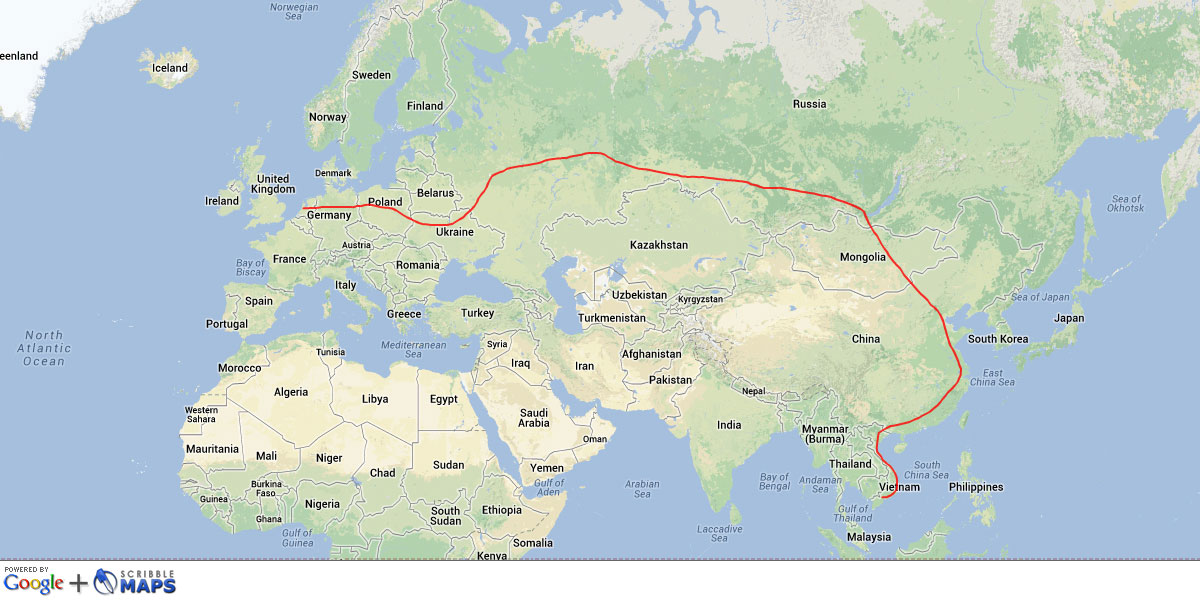 Norwegian
Sea
eenland
Iceland
Sweden
Finland
Norway
Russia
Denmark
United
Kingdom
Ireland
Belarus
Poland
Germany
Ukraine
Sea of
Okhotsk
Austria
Kazakhstan
Mongolia
France
Romania
Bay of
Biscay
Italy
Uzbekistan
Kyrgyzstan
Sea of Japan
Spain
Portugal
Greece
Turkey
Turkmenistan
Japan
North
Atlantic
Ocean
South Korea
China
Mediterranean
Sea
Syria
Tunisia
Afghanistan
Morocco
Iraq
Iran
East
China Sea
Pakistan
Algeria
Libya
Egypt
Nepal
Western
Sahara
Saudi
Arabia
India
Myanmar
(Burma)
Oman
Mauritania
Mali
Niger
Chad
Sudan
Yemen
Thailand
South
China Sea
Burkina
Faso
Gulf of
Aden
Arabian
Sea
Bay of
Bengal
Andaman
Sea
Vietnam
Philippines
Guinea
Nigeria
Ghana
South
Sudan
Ethiopia
Gulf of
Thailand
Gulf of
Guinea
Laccadive
Sea
Malaysia
Somalia
Kenya
POWERED BY
Google + SCRIBBLE
MAPS